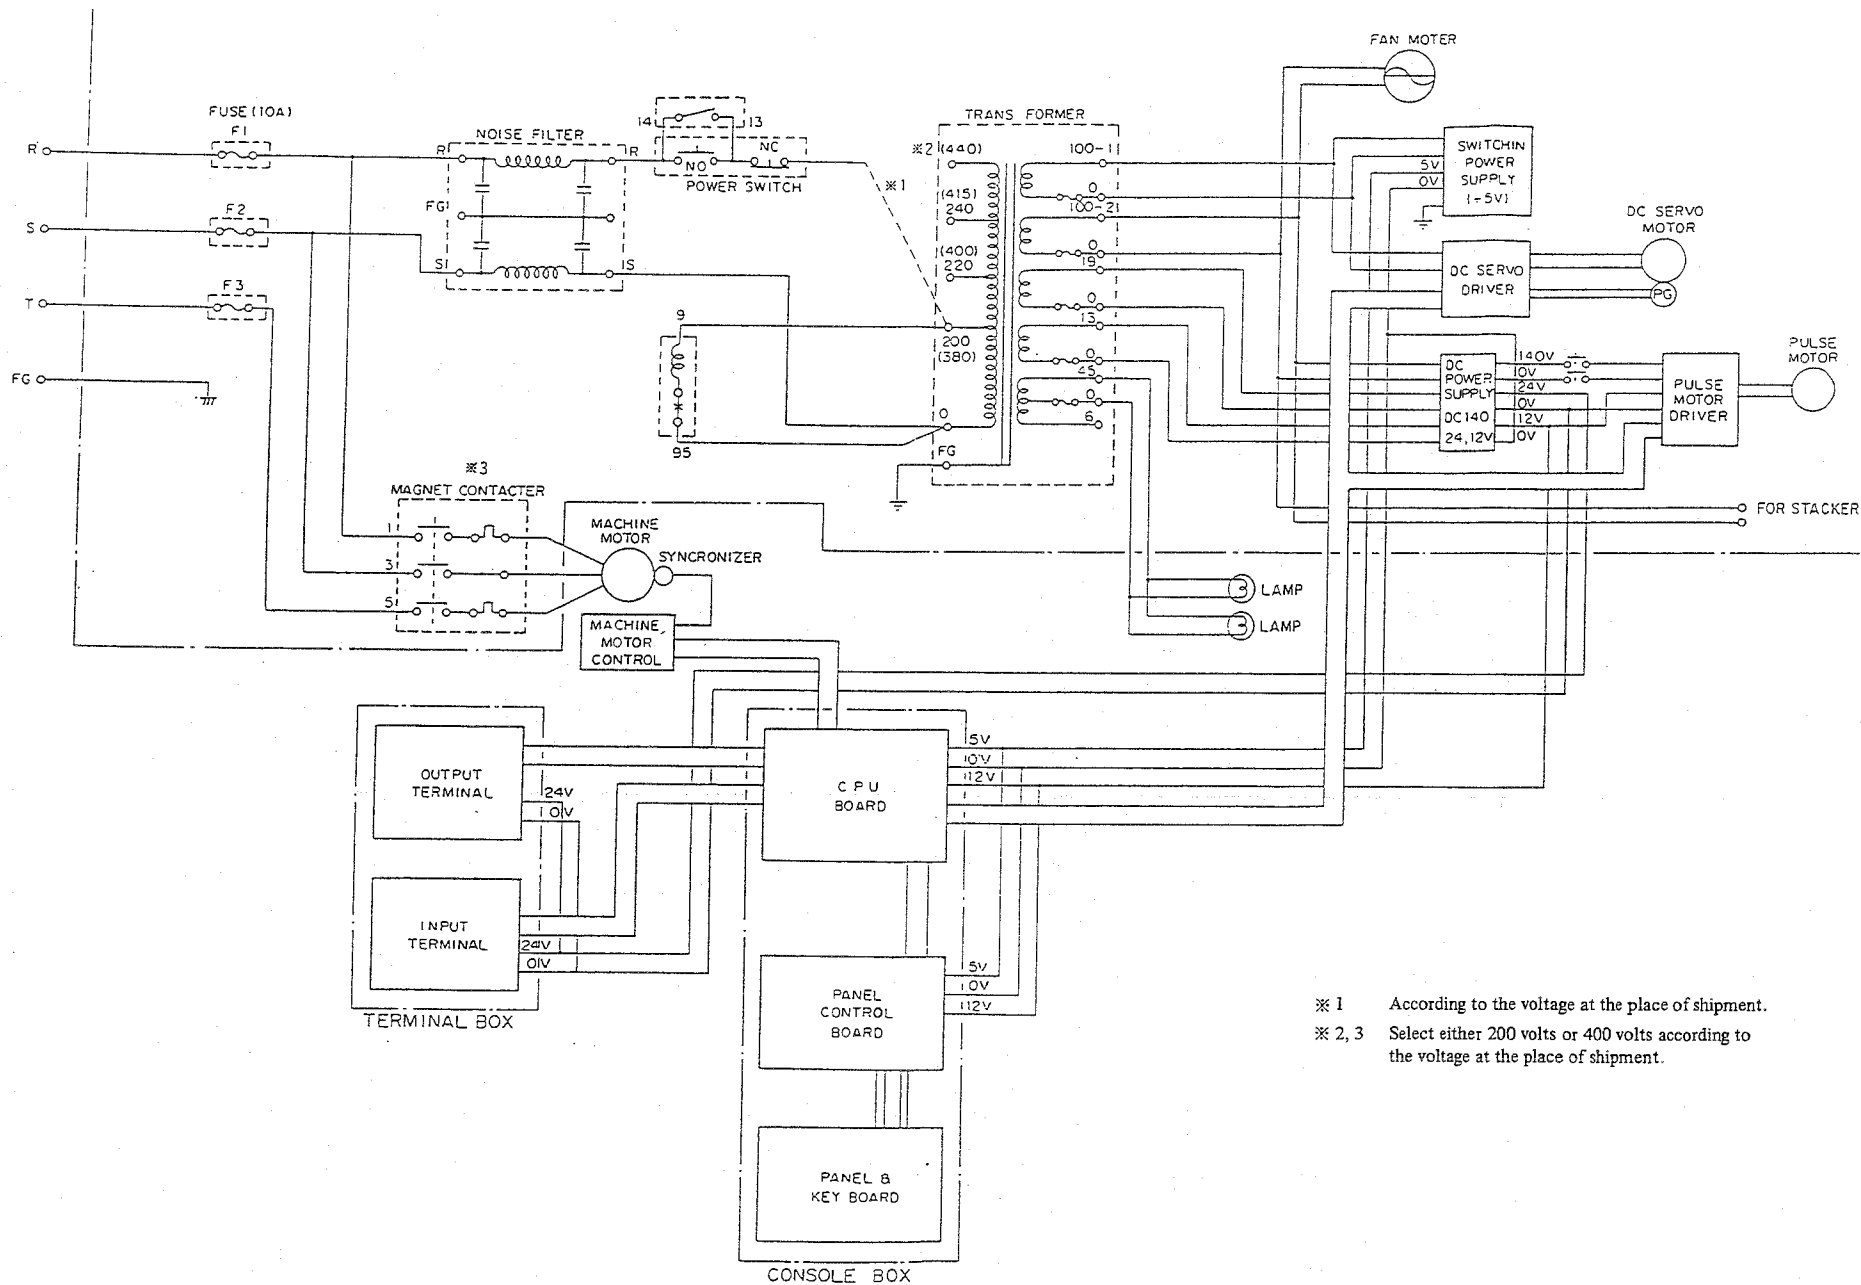 FAN MOTER
FUSE (10A)
F1
R
NOISE FILTER
R
R
14
13
NO
NC
POWER SWITCH
※1
TRANS FORMER
※2 (440)
(415)
240
(400)
220
200
(380)
0
FG
100-1
0
100-2
0
19
0
13
0
45
0
6
SWITCHIN
POWER
SUPPLY
(-5V)
5V
0V
DC SERVO
MOTOR
DC SERVO
DRIVER
PG
F2
S
FG
S
S
F3
T
FG
9
95
140V
0V
24V
0V
12V
0V
DC
POWER
SUPPLY
DC140
24,12V
PULSE
MOTOR
DRIVER
PULSE
MOTOR
FOR STACKER
※3
MAGNET CONTACTER
1
3
5
MACHINE
MOTOR
SYNCRONIZER
MACHINE
MOTOR
CONTROL
LAMP
LAMP
OUTPUT
TERMINAL
24V
0V
INPUT
TERMINAL
24V
0V
TERMINAL BOX
CPU
BOARD
5V
0V
12V
PANEL
CONTROL
BOARD
5V
0V
12V
PANEL &
KEY BOARD
CONSOLE BOX
※ 1 According to the voltage at the place of shipment.
※ 2, 3 Select either 200 volts or 400 volts according to
the voltage at the place of shipment.